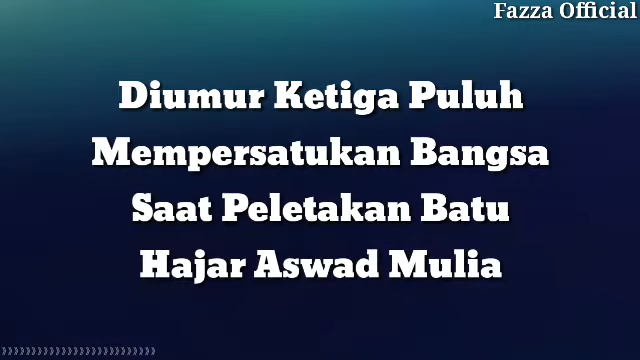 Fazza Official
Diumur Ketiga Puluh
Mempersatukan Bangsa
Saat Peletakan Batu
Hajar Aswad Mulia